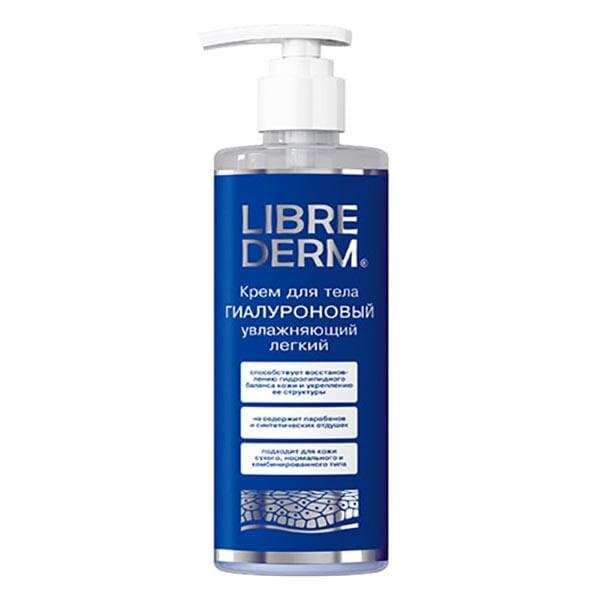 LIBRE
DERM®
Крем для тела
ГИАЛУРОНОВЫЙ
увлажняющий
легкий
способствует восстанов-
лению гидролипидного
баланса кожи и укреплению
ее структуры
не содержит парабенов
и синтетических отдушек
подходит для кожи
сухого, нормального и
комбинированного типа